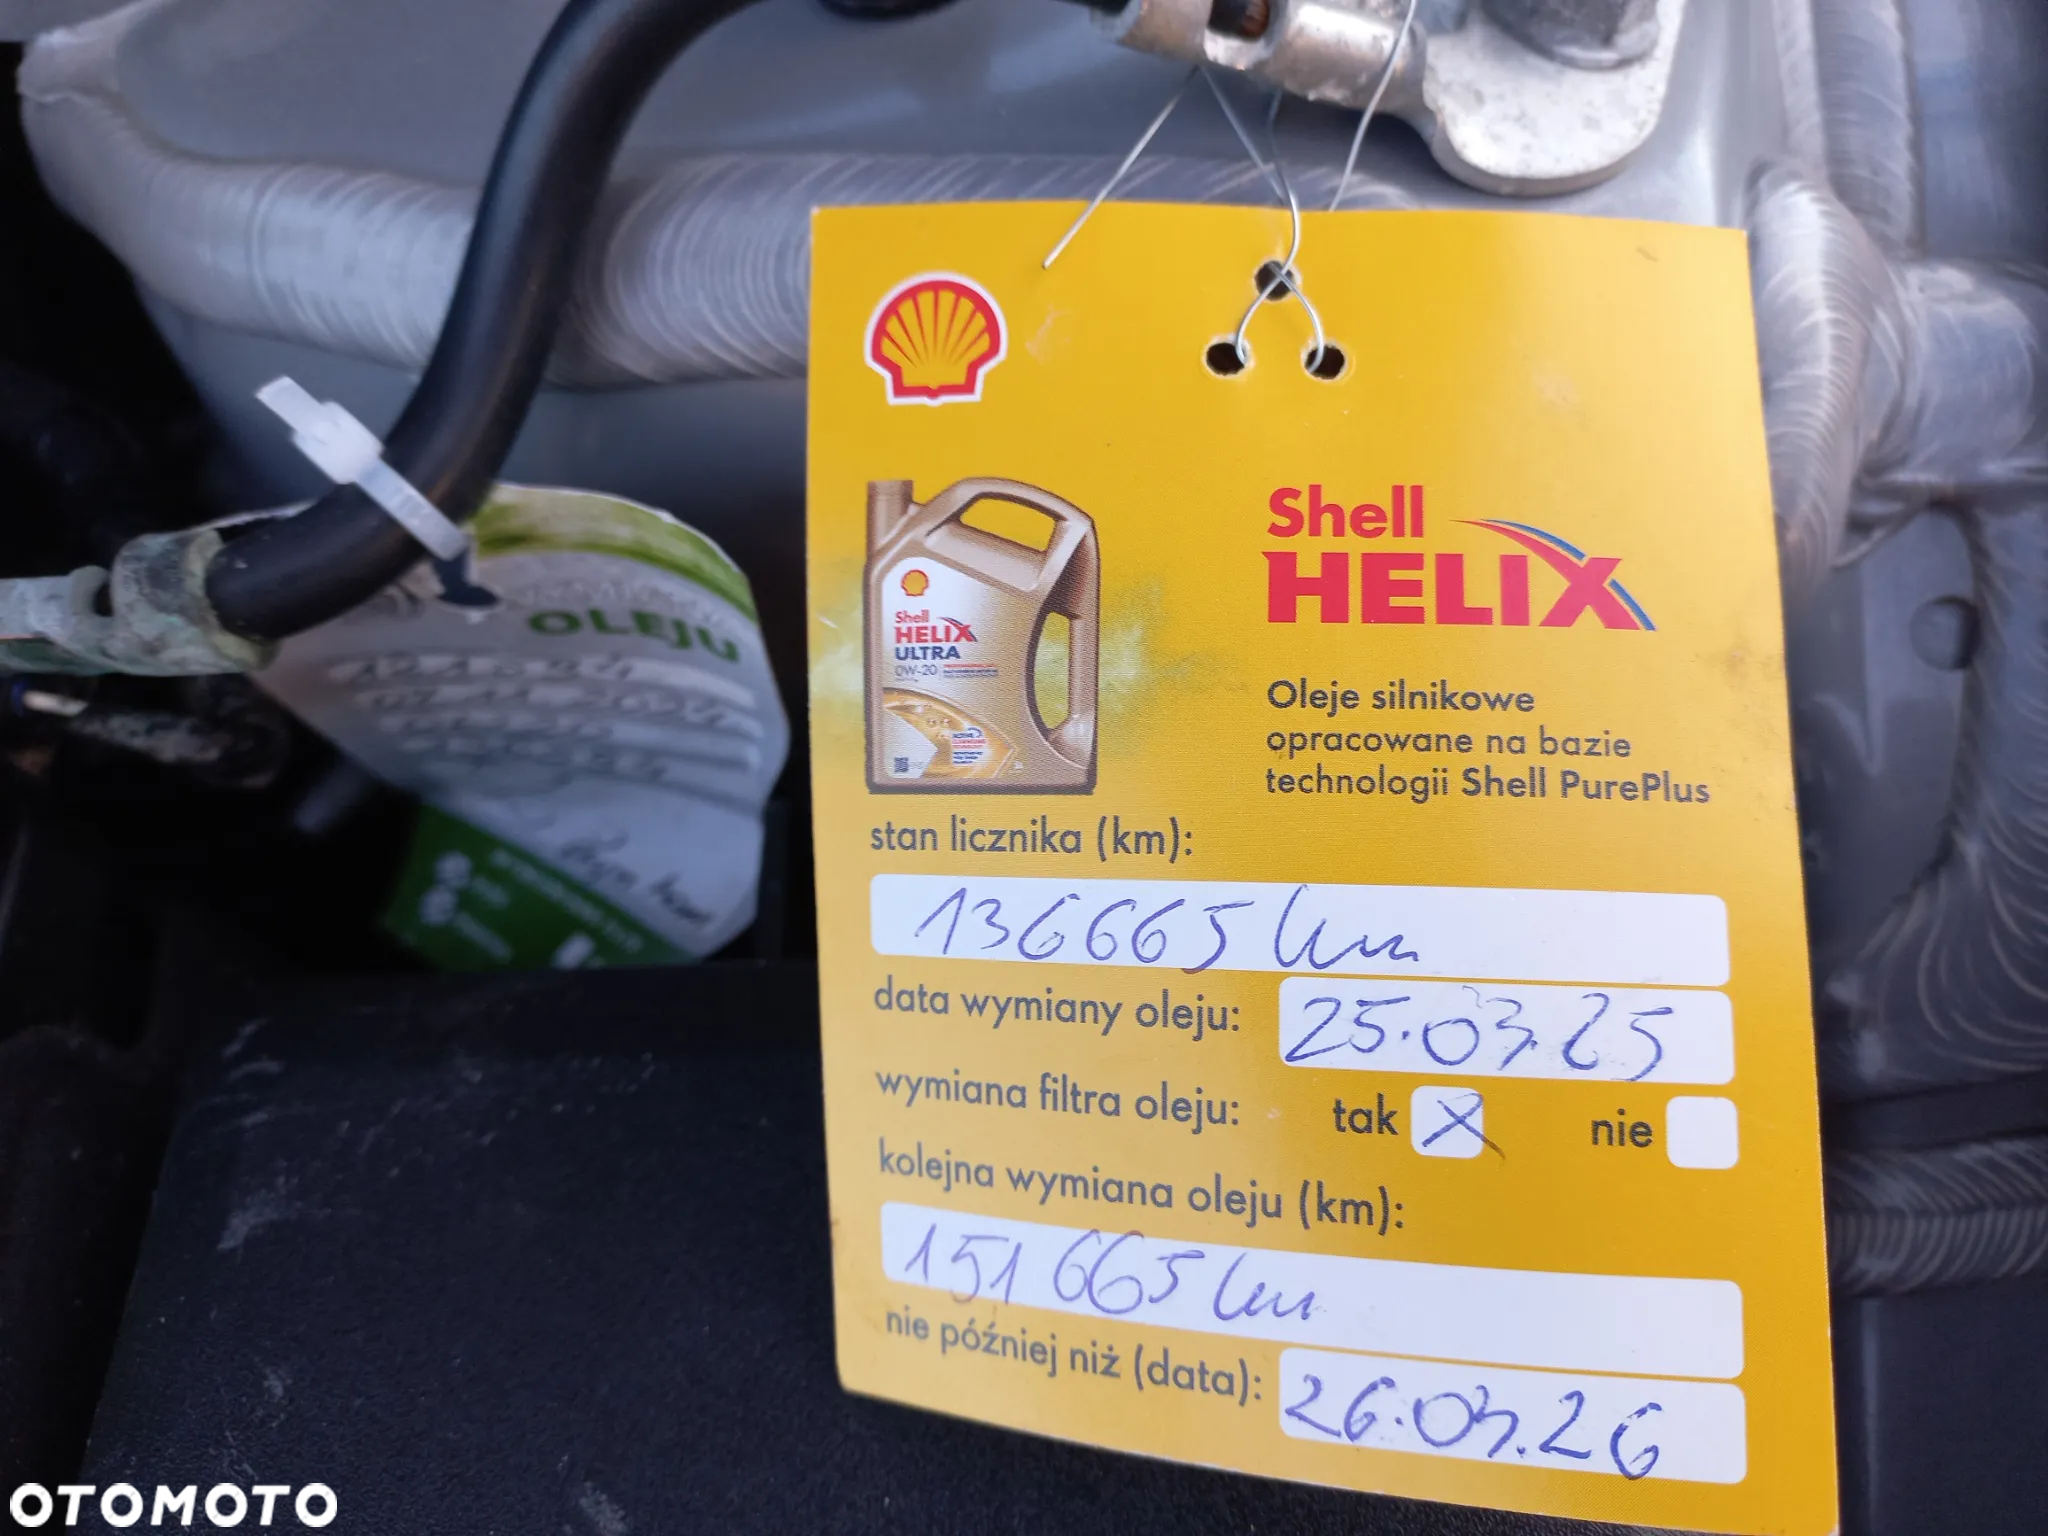 Shell
HELIX
Shell
HELIX
ULTRA
0W-20
Oleje silnikowe
opracowane na bazie
technologii Shell PurePlus
stan licznika (km):
136665 km
data wymiany oleju: 25.03.25
wymiana filtra oleju: tak X nie
kolejna wymiana oleju (km):
151 665 km
nie później niż (data): 26.03.26
OLEJU
OTOMOTO